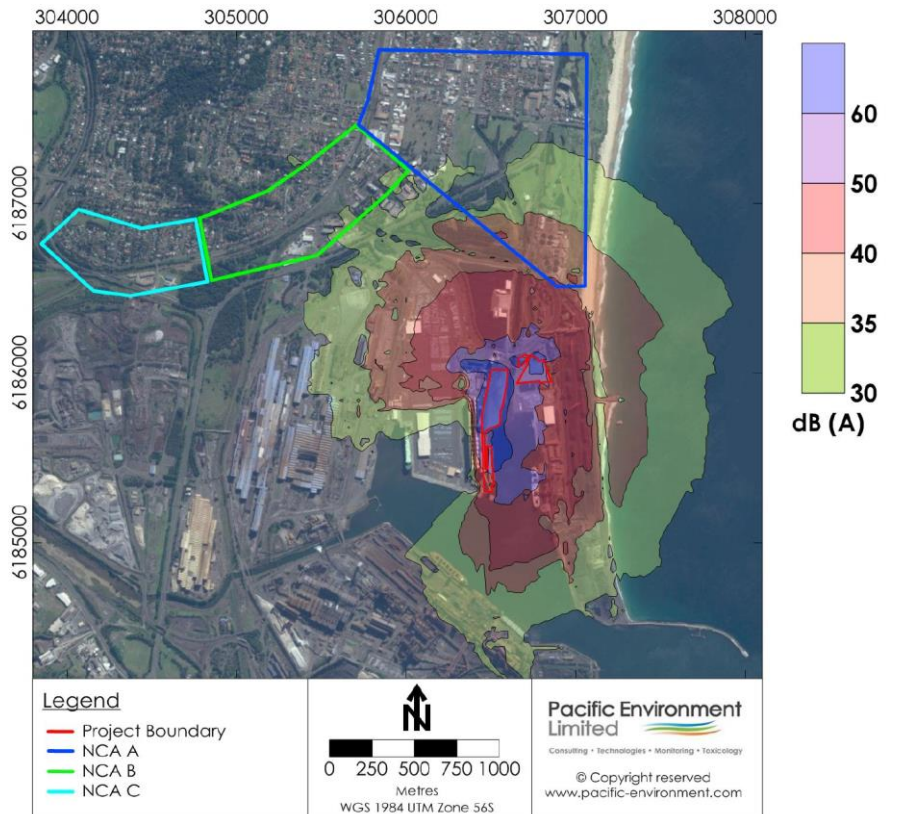 304000 305000 306000 307000 308000
6187000
6186000
6185000
60
50
40
35
30
dB (A)
Legend
Project Boundary
NCA A
NCA B
NCA C
N
0 250 500 750 1000
Metres
WGS 1984 UTM Zone 56S
Pacific Environment
Limited
Consulting • Technologies • Monitoring • Toxicology
© Copyright reserved
www.pacific-environment.com